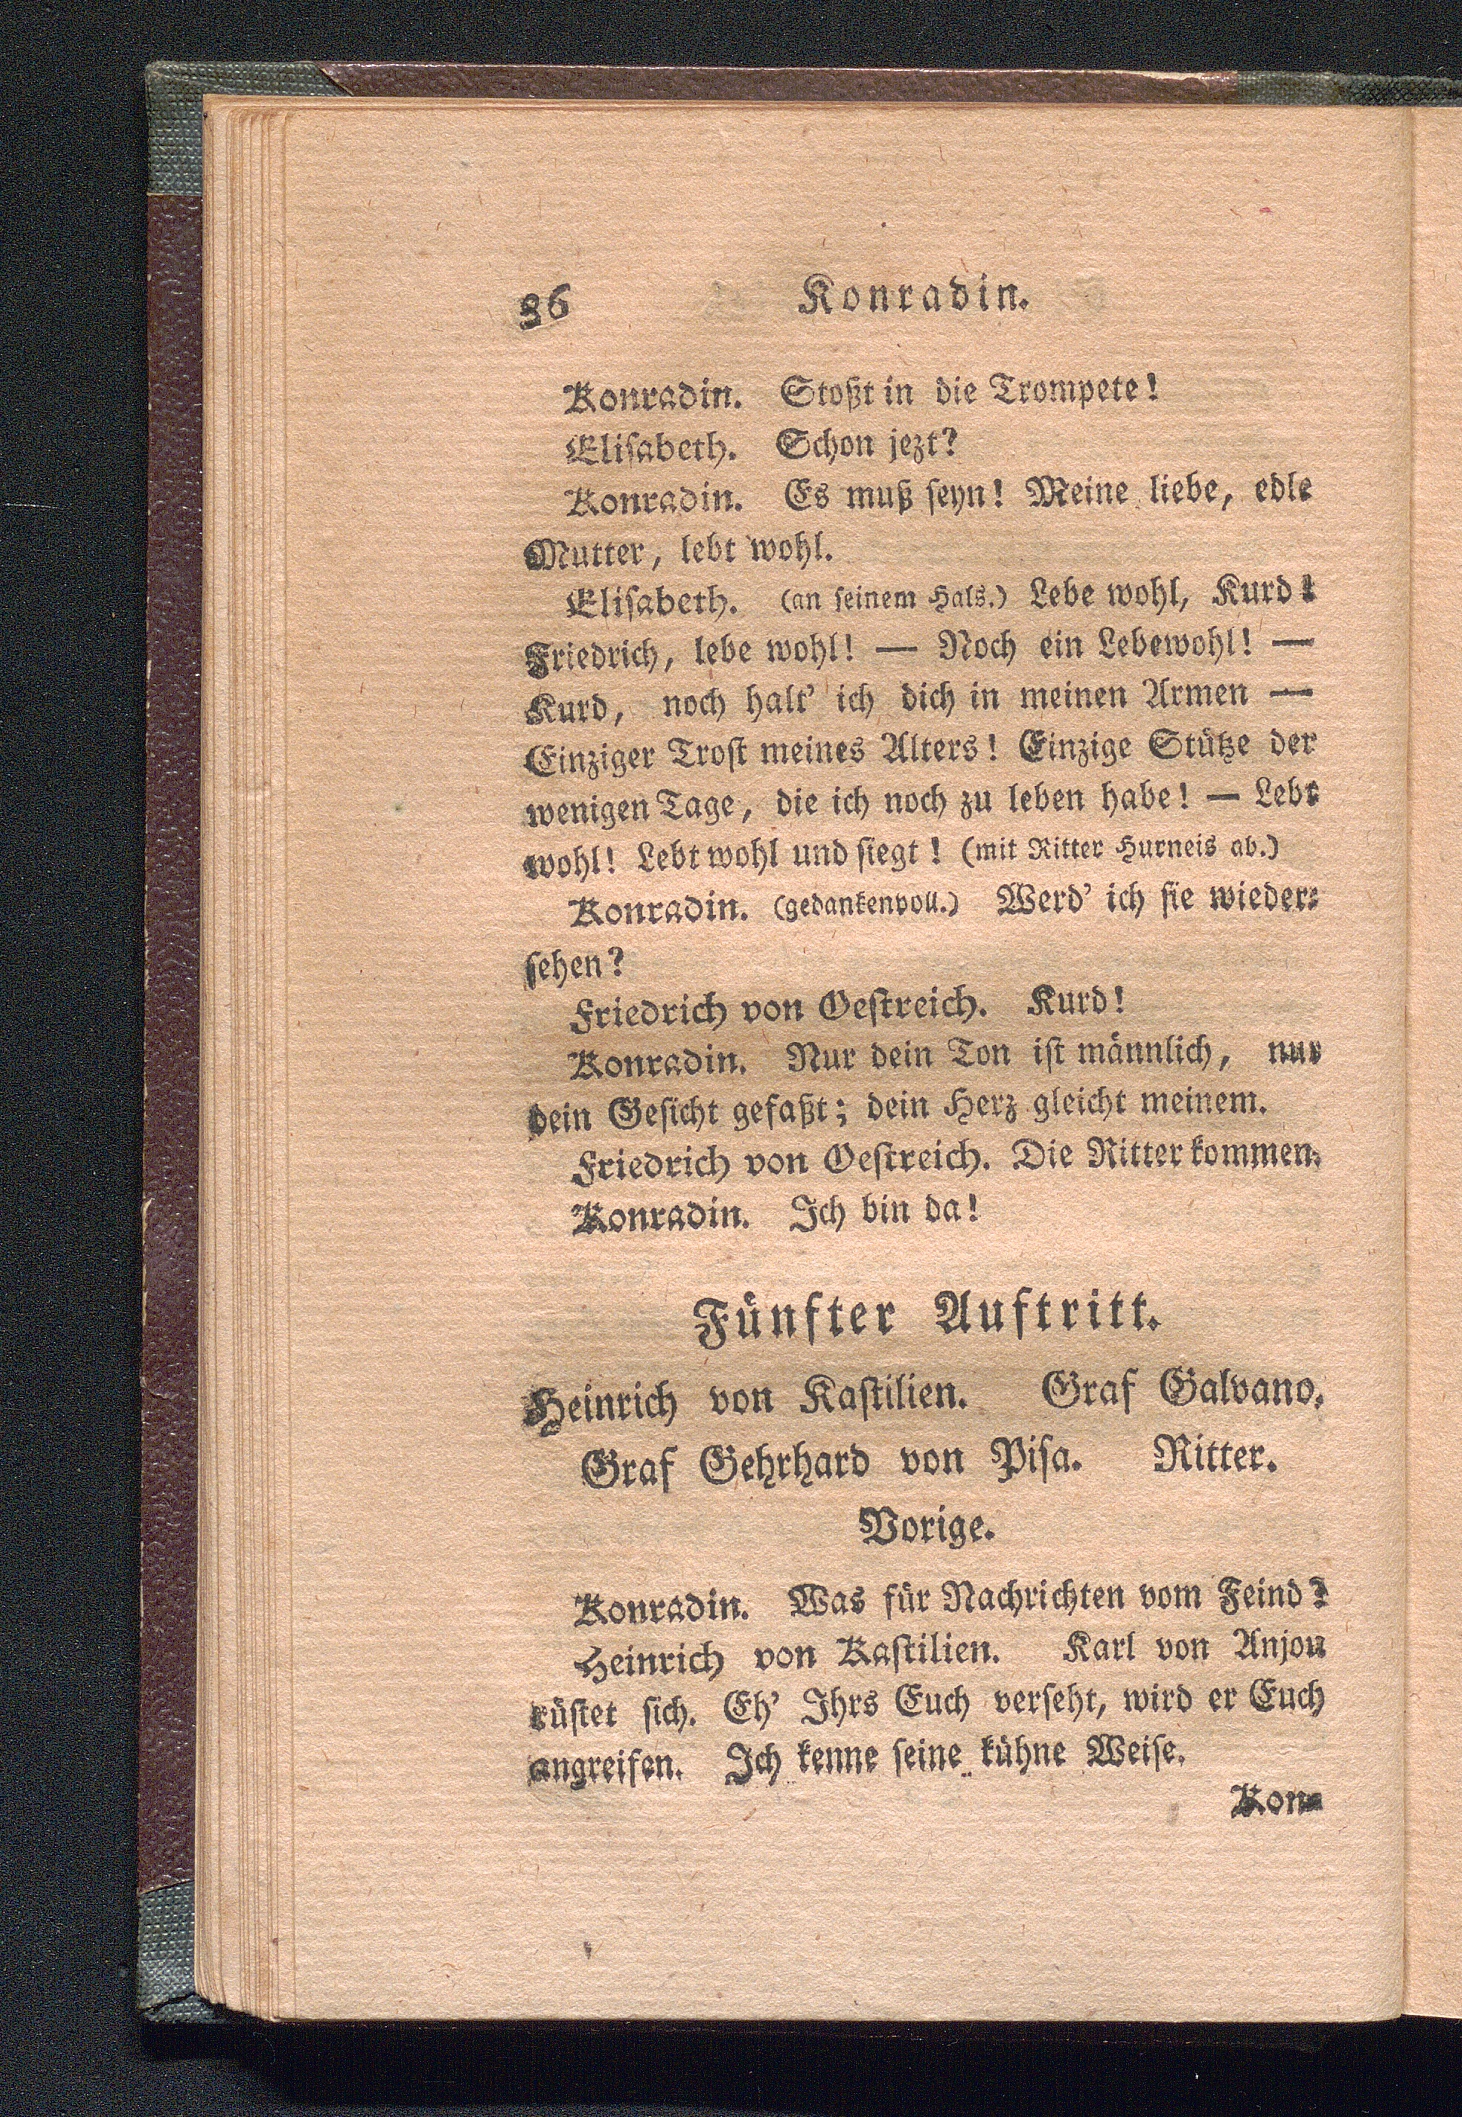 36 Konradin.
Konradin. Stoßt in die Trompete!
Eliſabeth. Schon jezt?
Konradin. Es muß ſeyn! Meine liebe, edle
Mutter, lebt wohl.
Eliſabeth. (an ſeinem Hals.) Lebe wohl, Kurd!
Friedrich, lebe wohl! — Noch ein Lebewohl! —
Kurd, noch halt' ich dich in meinen Armen —
Einziger Troſt meines Alters! Einzige Stütze der
wenigen Tage, die ich noch zu leben habe! — Lebt
wohl! Lebt wohl und ſiegt! (mit Ritter Hurneis ab.)
Konradin. (gedankenvoll.) Werd' ich ſie wieder-
ſehen?
Friedrich von Oeſtreich. Kurd!
Konradin. Nur dein Ton iſt männlich, nur
dein Geſicht gefaßt; dein Herz gleicht meinem.
Friedrich von Oeſtreich. Die Ritter kommen.
Konradin. Ich bin da!
Fünfter Auftritt.
Heinrich von Kaſtilien. Graf Galvano.
Graf Gehrhard von Piſa. Ritter.
Vorige.
Konradin. Was für Nachrichten vom Feind?
Heinrich von Kaſtilien. Karl von Anjou
rüſtet ſich. Eh' Ihrs Euch verſeht, wird er Euch
angreifen. Ich kenne ſeine kühne Weiſe.
Kon-